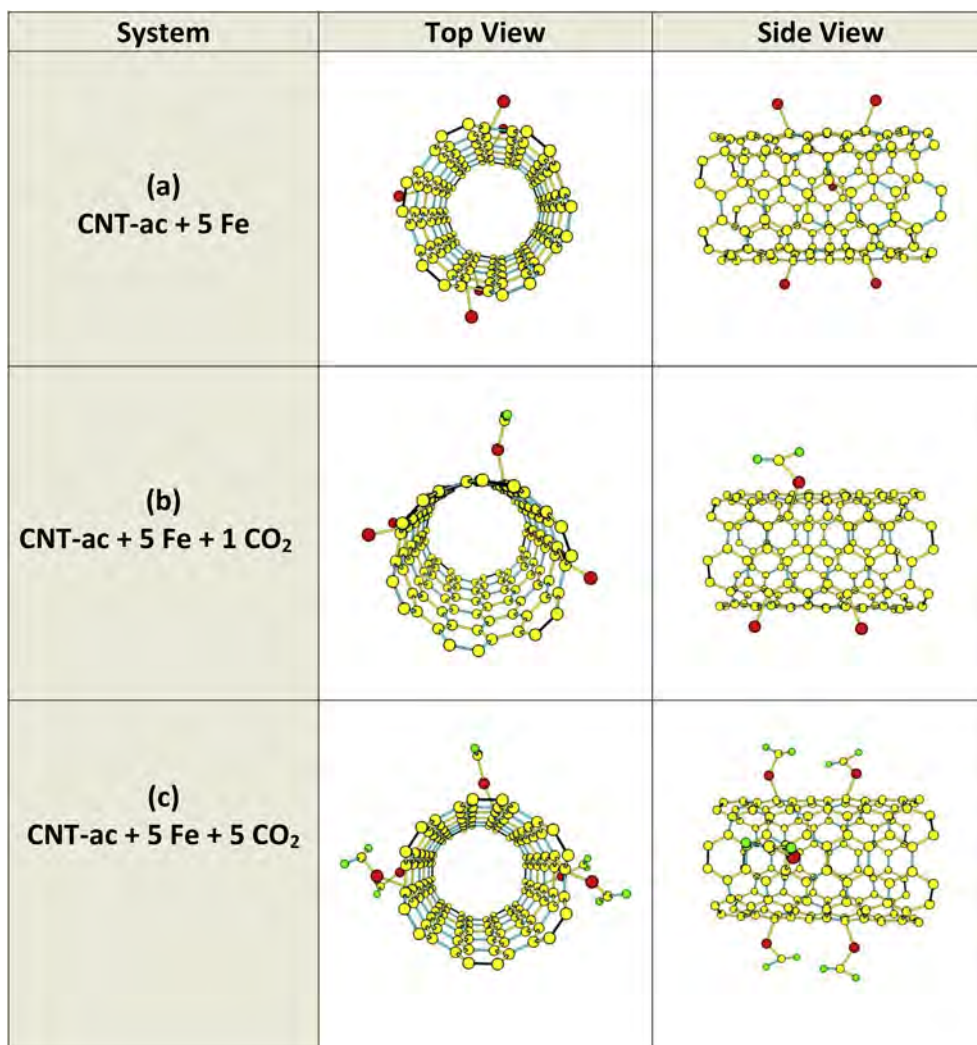 System Top View Side View
(a)
CNT-ac + 5 Fe
(b)
CNT-ac + 5 Fe + 1 CO₂
(c)
CNT-ac + 5 Fe + 5 CO₂